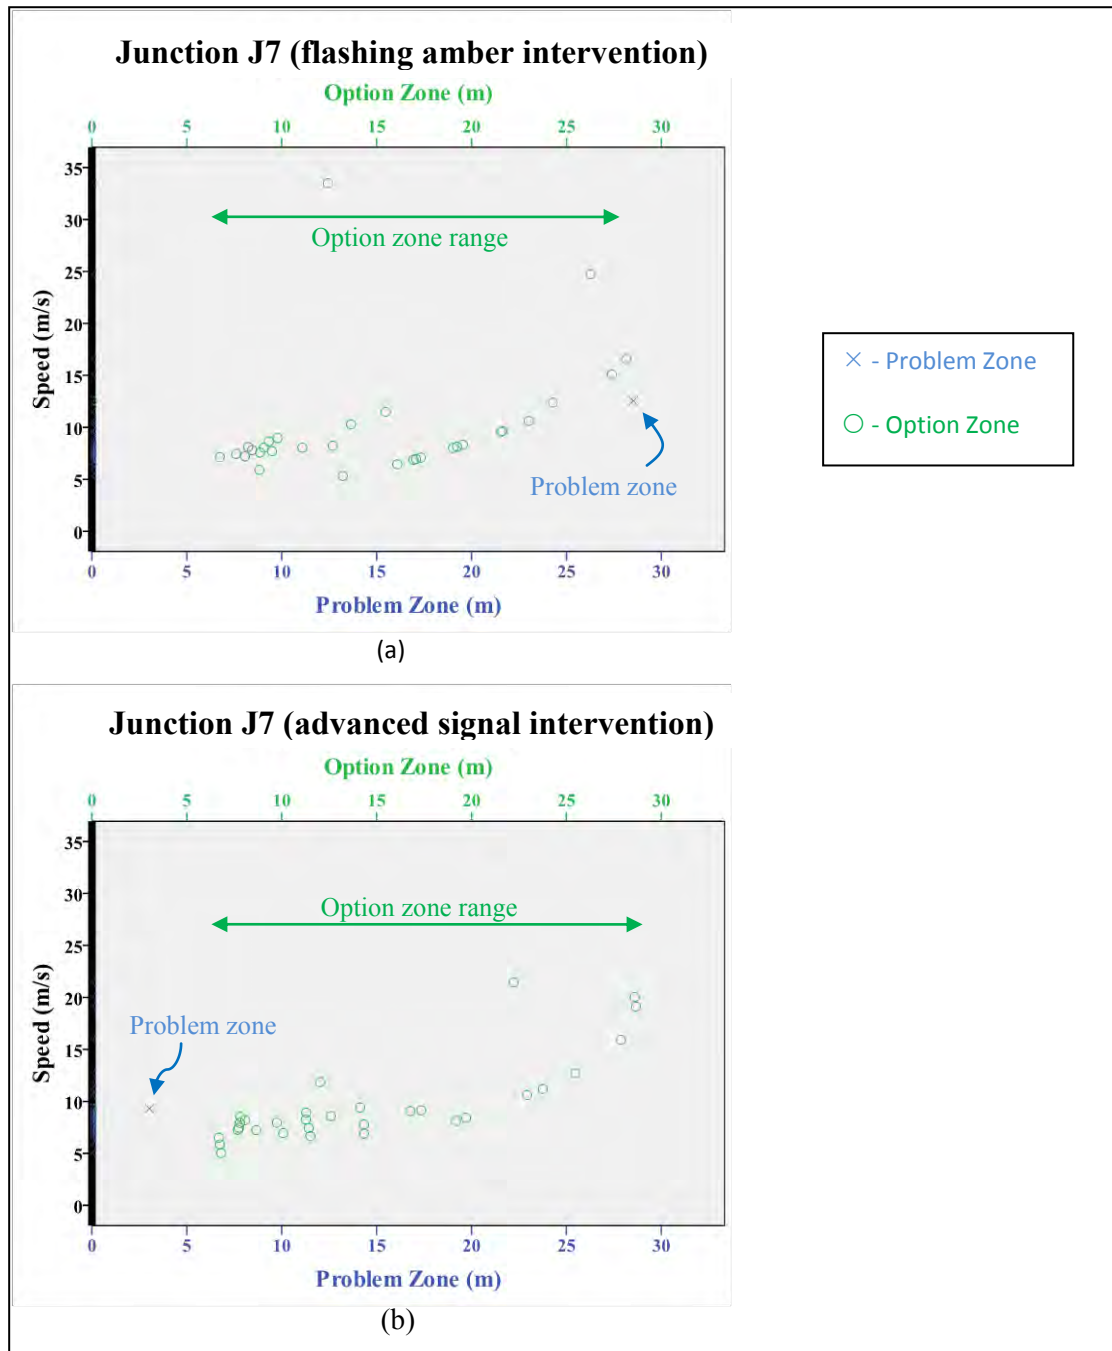 Junction J7 (flashing amber intervention)
Option Zone (m)
0 5 10 15 20 25 30
35
30
25
20
15
10
5
0
Speed (m/s)
Option zone range
Problem zone
0 5 10 15 20 25 30
Problem Zone (m)
(a)
× - Problem Zone
○ - Option Zone
Junction J7 (advanced signal intervention)
Option Zone (m)
0 5 10 15 20 25 30
35
30
25
20
15
10
5
0
Speed (m/s)
Option zone range
Problem zone
0 5 10 15 20 25 30
Problem Zone (m)
(b)